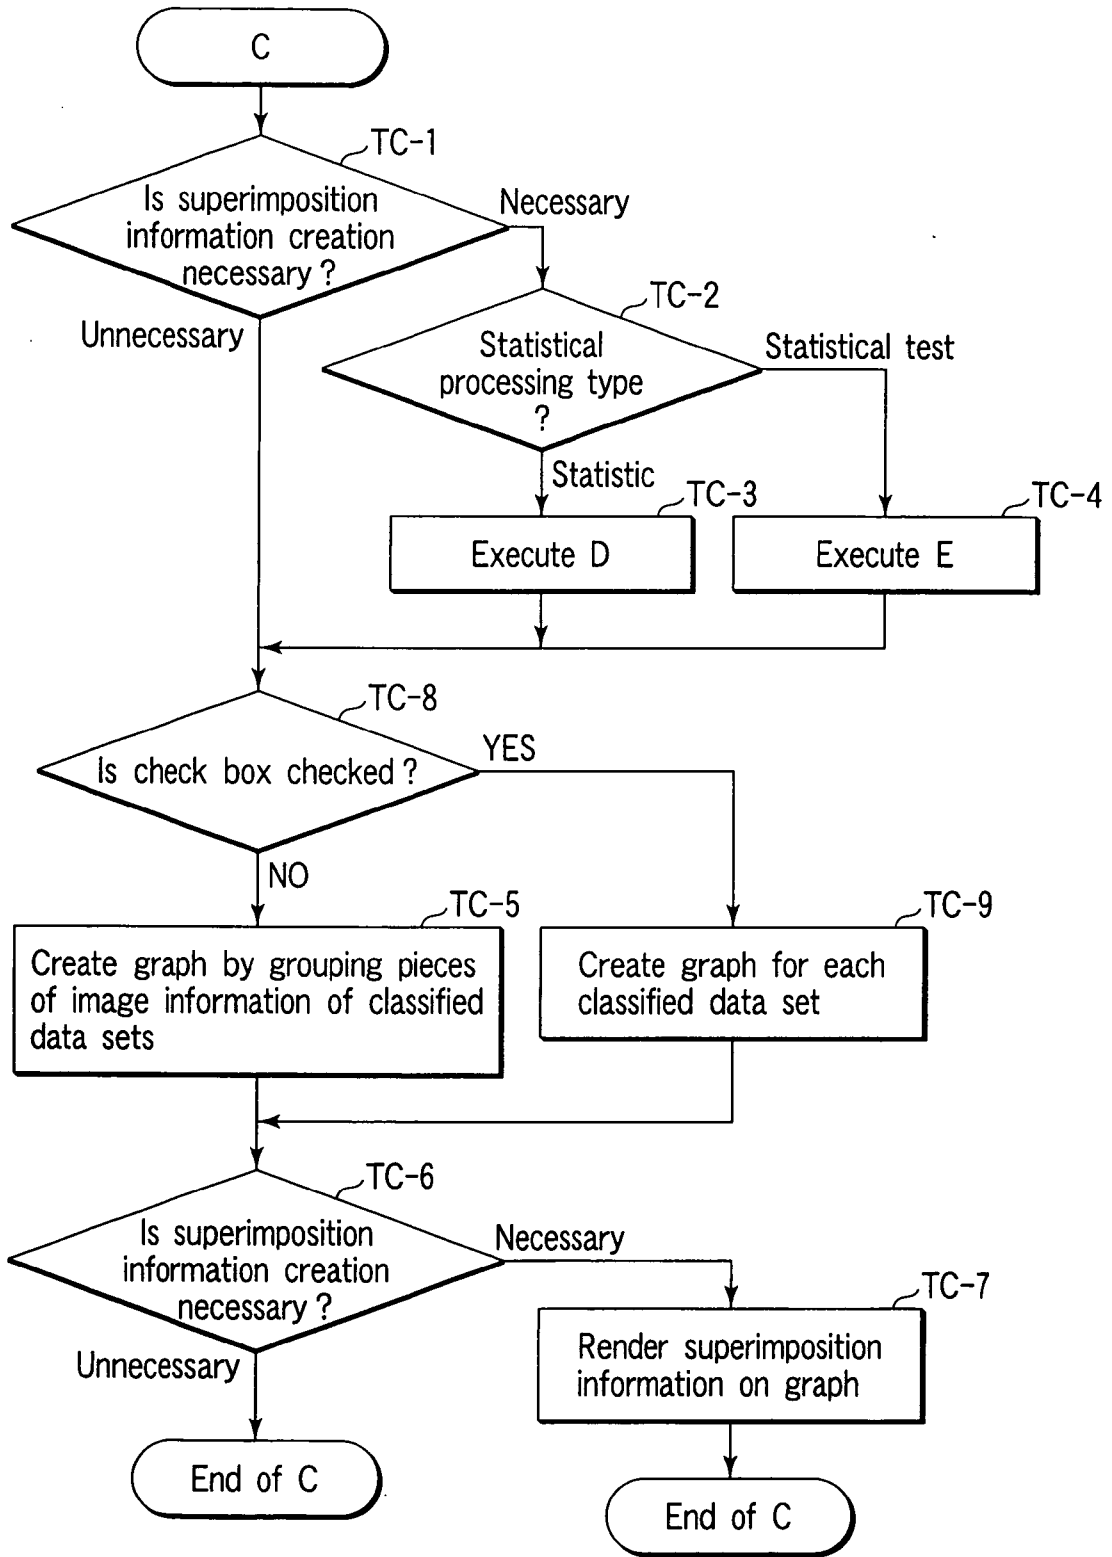 C
TC-1
Is superimposition
information creation
necessary ?
Necessary
Unnecessary
TC-2
Statistical
processing type
?
Statistical test
Statistic
TC-3
Execute D
TC-4
Execute E
TC-8
Is check box checked ?
YES
NO
TC-5
Create graph by grouping pieces
of image information of classified
data sets
TC-9
Create graph for each
classified data set
TC-6
Is superimposition
information creation
necessary ?
Necessary
Unnecessary
TC-7
Render superimposition
information on graph
End of C
End of C